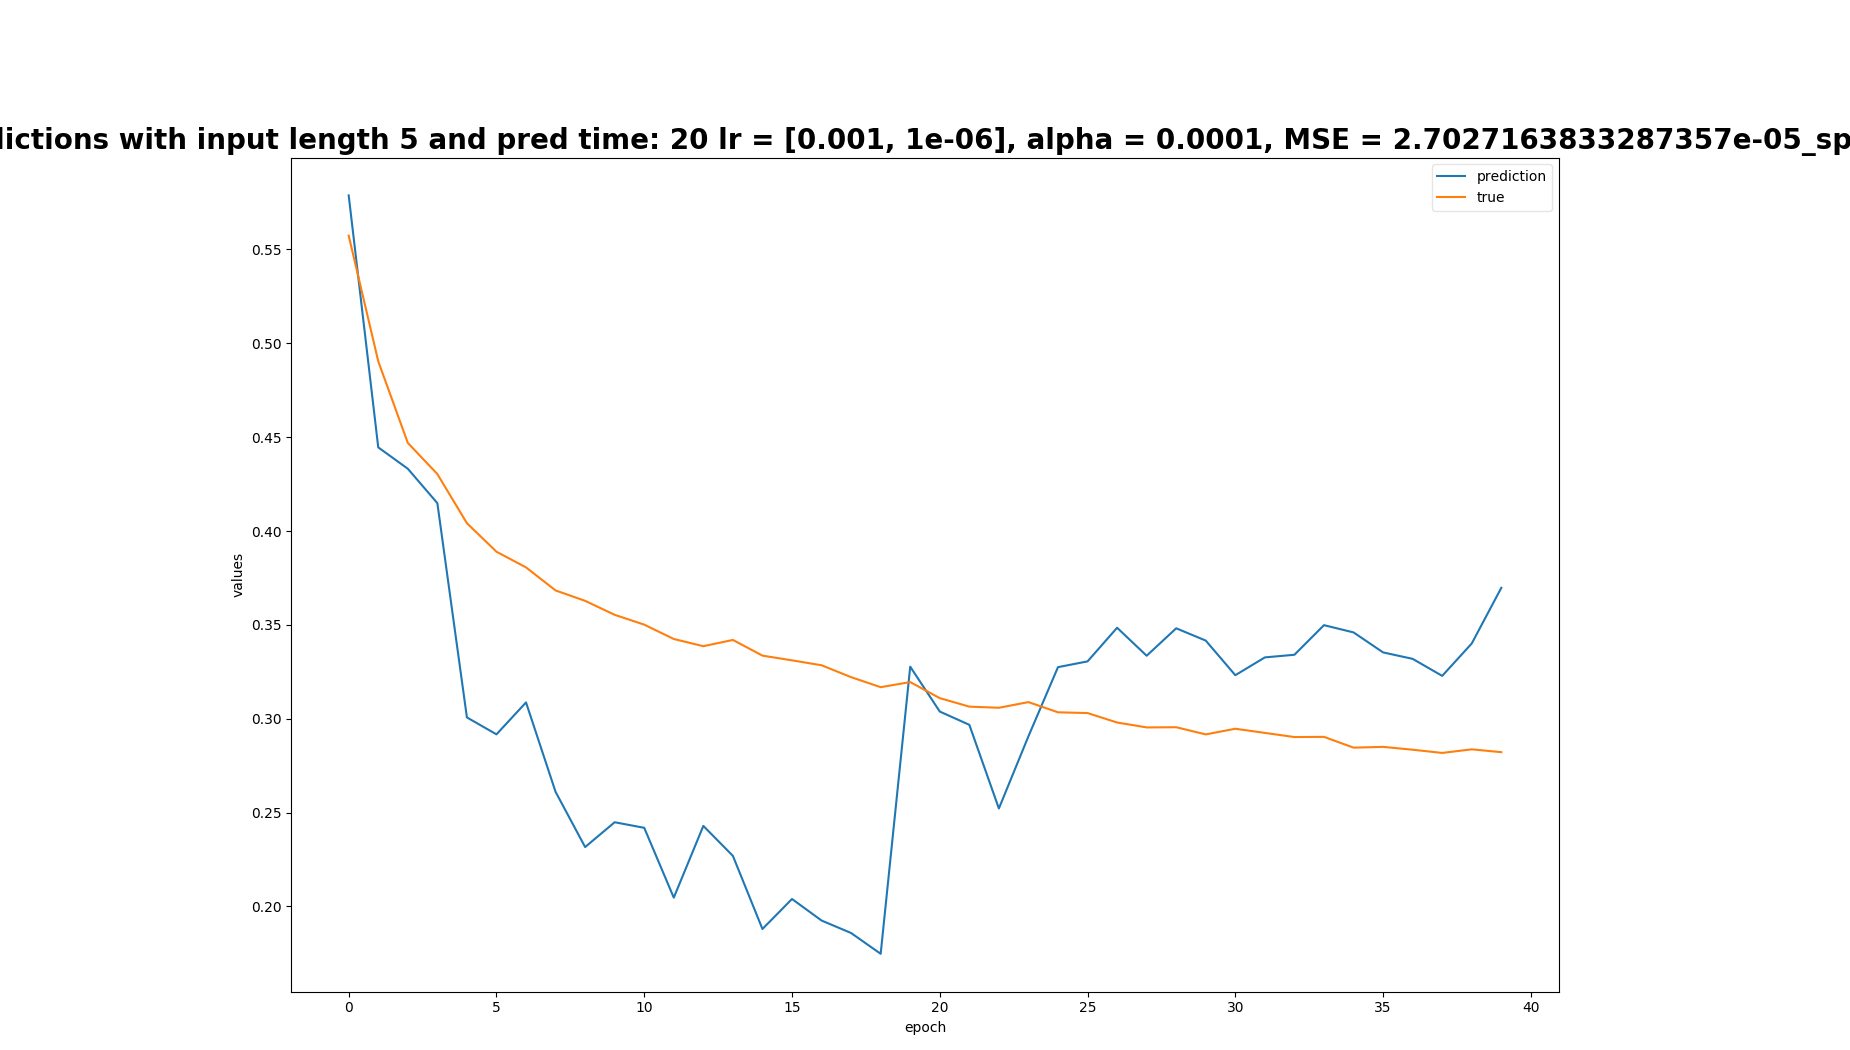 lictions with input length 5 and pred time: 20 lr = [0.001, 1e-06], alpha = 0.0001, MSE = 2.7027163833287357e-05_sp
prediction
true
0.55
0.50
0.45
0.40
0.35
0.30
0.25
0.20
values
0 5 10 15 20 25 30 35 40
epoch